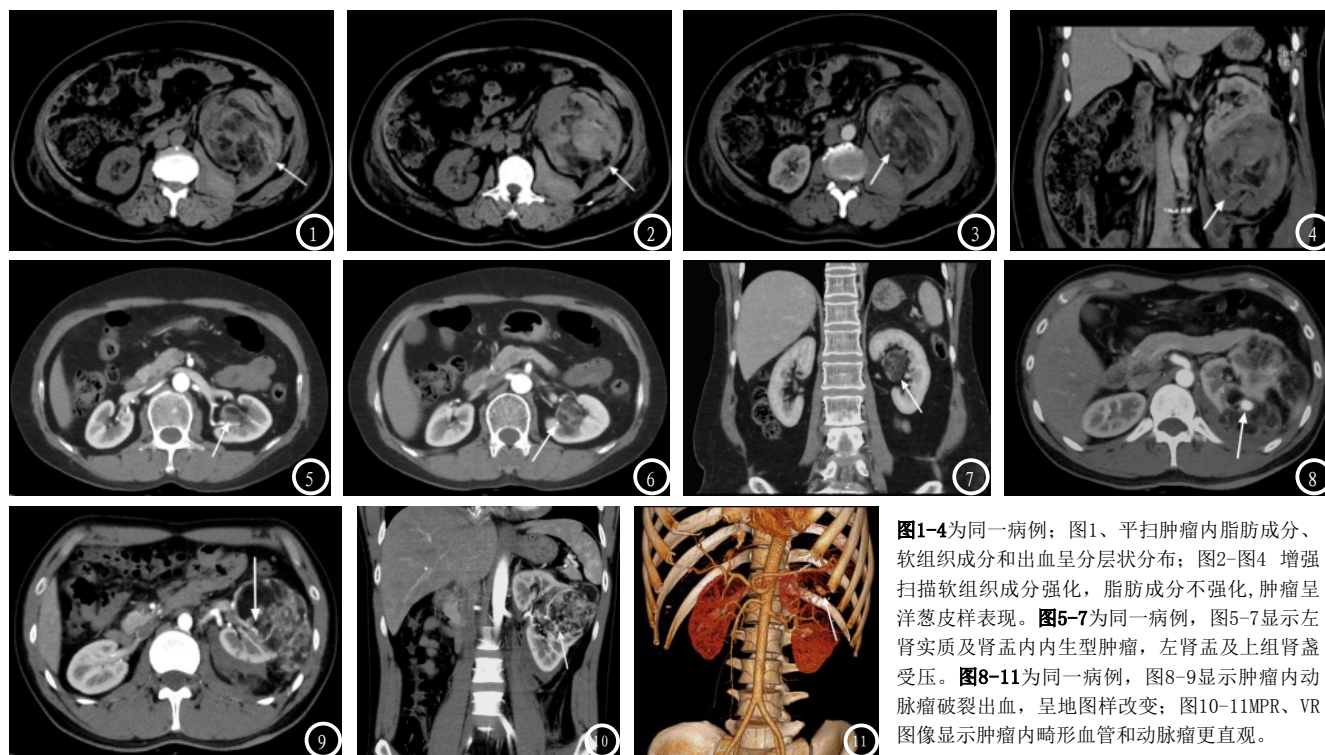 1
2
3
4
5
6
7
8
9
10
11
图1-4为同一病例；图1、平扫肿瘤内脂肪成分、
软组织成分和出血呈分层状分布；图2-图4 增强
扫描软组织成分强化，脂肪成分不强化,肿瘤呈
洋葱皮样表现。图5-7为同一病例，图5-7显示左
肾实质及肾盂内内生型肿瘤，左肾盂及上组肾盏
受压。图8-11为同一病例，图8-9显示肿瘤内动
脉瘤破裂出血，呈地图样改变；图10-11MPR、VR
图像显示肿瘤内畸形血管和动脉瘤更直观。